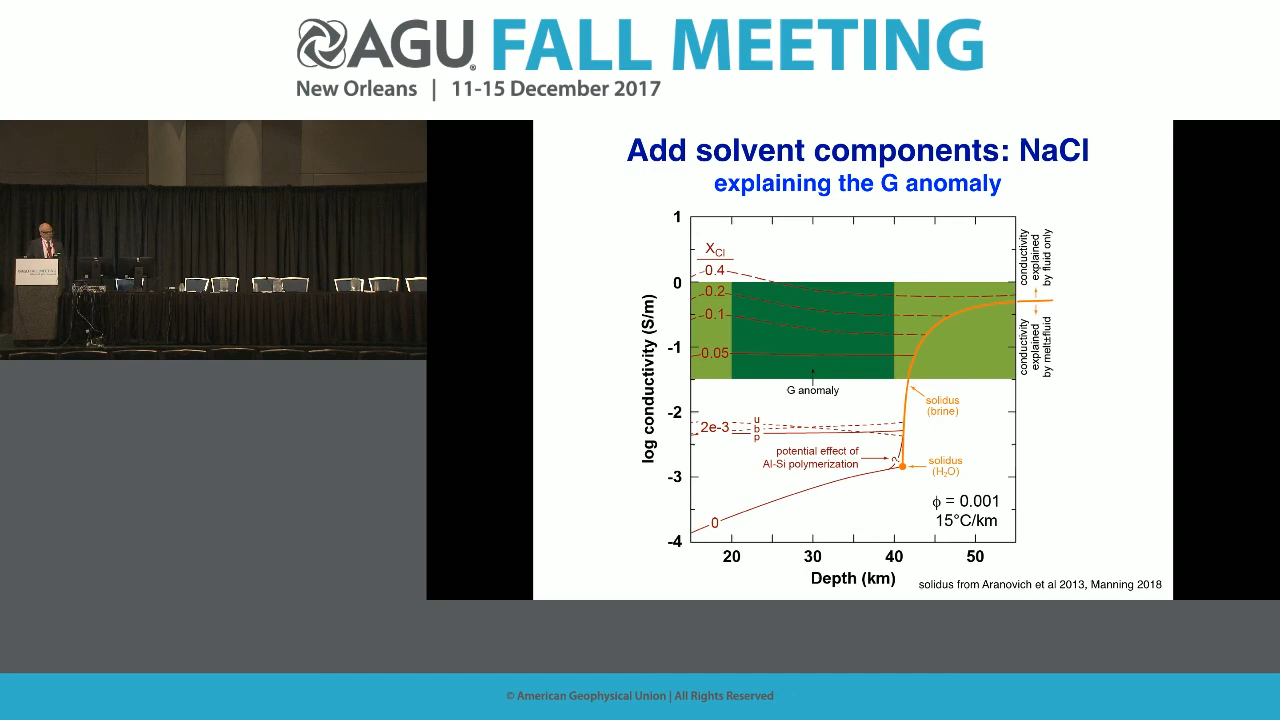 AGU FALL MEETING
New Orleans | 11-15 December 2017
AGU FALL MEETING
Add solvent components: NaCl
explaining the G anomaly
log conductivity (S/m)
1
0
-1
-2
-3
-4
XCl
0.4
0.2
0.1
0.05
G anomaly
2e-3
u
b
p
potential effect of
Al-Si polymerization
0
solidus
(brine)
solidus
(H2O)
ϕ = 0.001
15°C/km
conductivity
explained
by fluid only
conductivity
explained
by melt±fluid
20
30
40
50
Depth (km)
solidus from Aranovich et al 2013, Manning 2018
© American Geophysical Union | All Rights Reserved